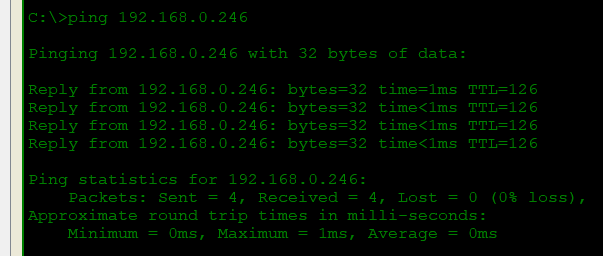 C:\>ping 192.168.0.246
Pinging 192.168.0.246 with 32 bytes of data:
Reply from 192.168.0.246: bytes=32 time=1ms TTL=126
Reply from 192.168.0.246: bytes=32 time<1ms TTL=126
Reply from 192.168.0.246: bytes=32 time<1ms TTL=126
Reply from 192.168.0.246: bytes=32 time<1ms TTL=126
Ping statistics for 192.168.0.246:
Packets: Sent = 4, Received = 4, Lost = 0 (0% loss),
Approximate round trip times in milli-seconds:
Minimum = 0ms, Maximum = 1ms, Average = 0ms